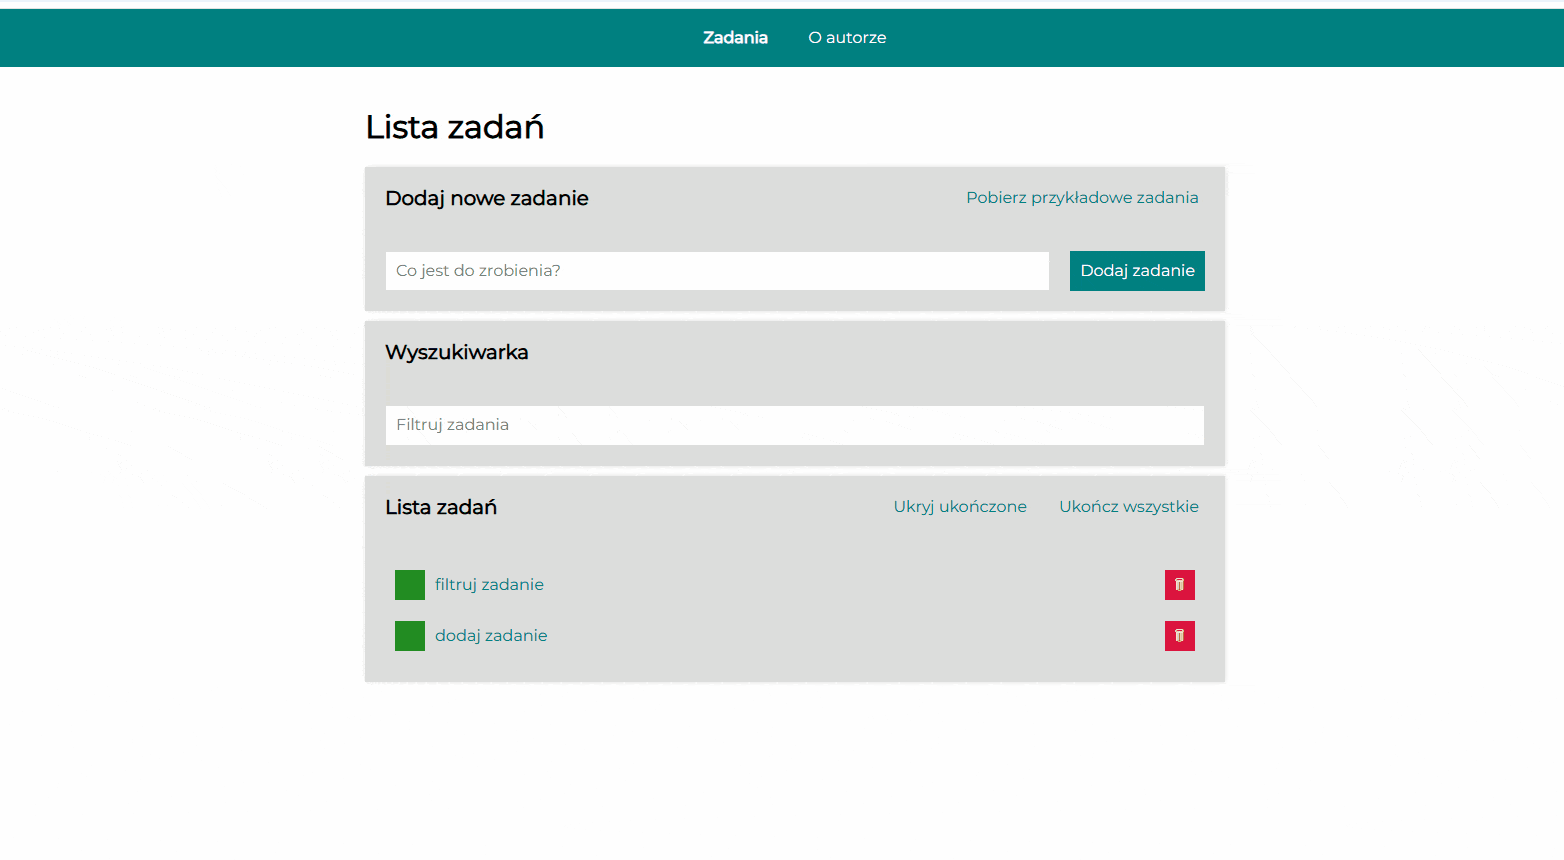 Zadania O autorze
Lista zadań
Dodaj nowe zadanie Pobierz przykładowe zadania
Co jest do zrobienia? Dodaj zadanie
Wyszukiwarka
Filtruj zadania
Lista zadań Ukryj ukończone Ukończ wszystkie
filtruj zadanie
dodaj zadanie